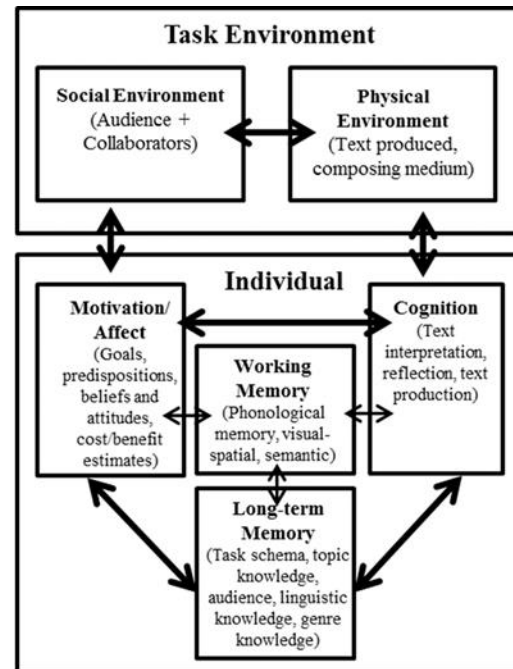 Task Environment
Social Environment
(Audience +
Collaborators)
Physical
Environment
(Text produced,
composing medium)
Individual
Motivation/
Affect
(Goals,
predispositions,
beliefs and
attitudes,
cost/benefit
estimates)
Working
Memory
(Phonological
memory, visual-
spatial, semantic)
Cognition
(Text
interpretation,
reflection, text
production)
Long-term
Memory
(Task schema, topic
knowledge,
audience, linguistic
knowledge, genre
knowledge)